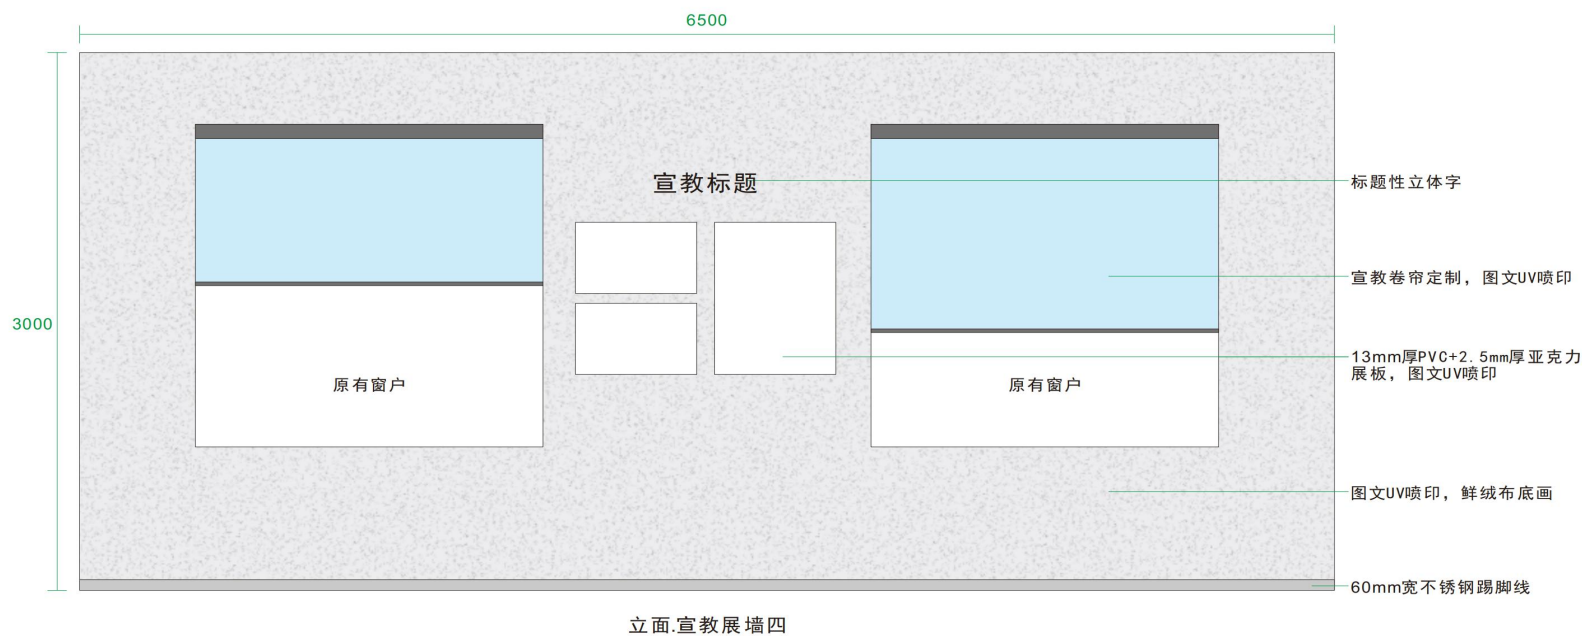 6500
宣教标题
标题性立体字
宣教卷帘定制，图文UV喷印
3000
13mm厚PVC+2.5mm厚亚克力
展板，图文UV喷印
原有窗户
原有窗户
图文UV喷印，鲜绒布底画
60mm宽不锈钢踢脚线
立面.宣教展墙四